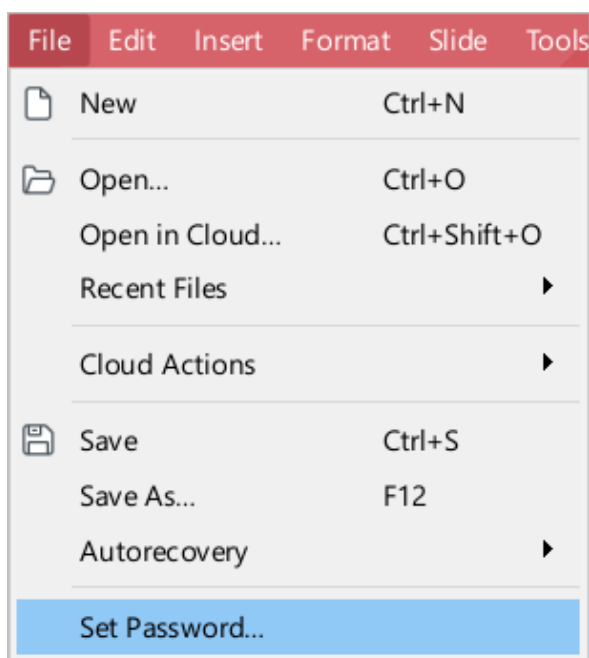 File Edit Insert Format Slide Tools
New Ctrl+N
Open... Ctrl+O
Open in Cloud... Ctrl+Shift+O
Recent Files
Cloud Actions
Save Ctrl+S
Save As... F12
Autorecovery
Set Password...